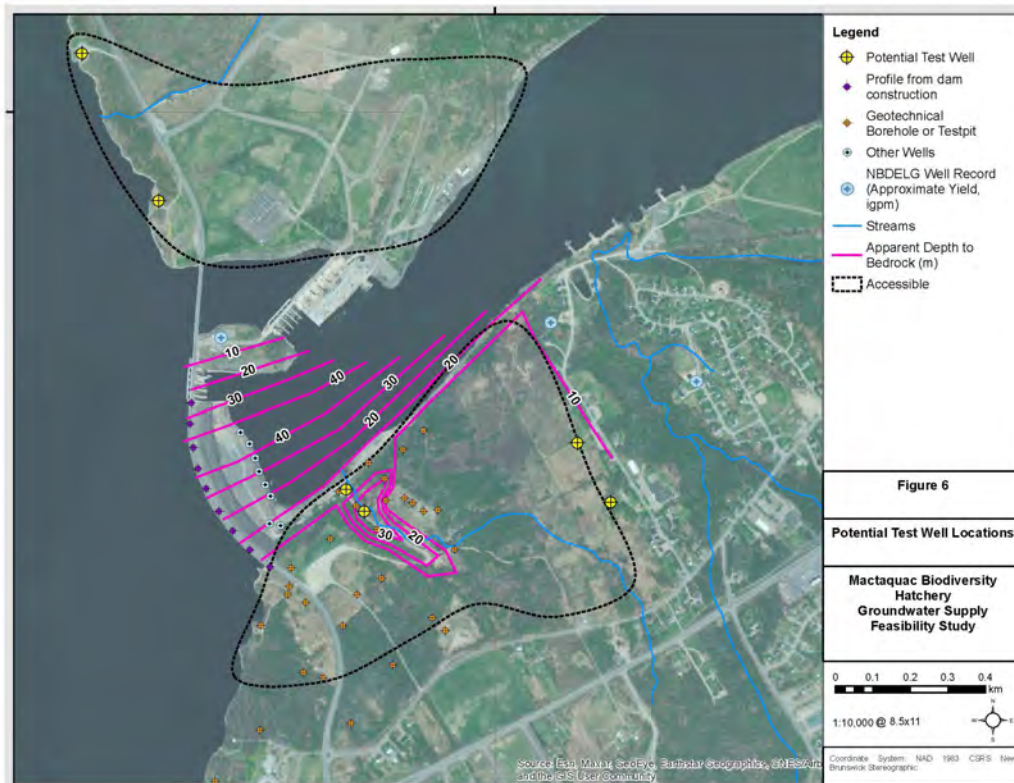 10
20
30
40
40
30
20
20
10
30
20
Source: Esri, Maxar, GeoEye, Earthstar Geographics, CNES/Air
and the GIS User Community
Legend
Potential Test Well
Profile from dam
construction
Geotechnical
Borehole or Testpit
Other Wells
NBDELG Well Record
(Approximate Yield,
igpm)
Streams
Apparent Depth to
Bedrock (m)
Accessible
Figure 6
Potential Test Well Locations
Mactaquac Biodiversity
Hatchery
Groundwater Supply
Feasibility Study
0 0.1 0.2 0.3 0.4
km
1:10,000 @ 8.5x11
N
W E
S
Coordinate System: NAD 1983 CSRS New
Brunswick Stereographic